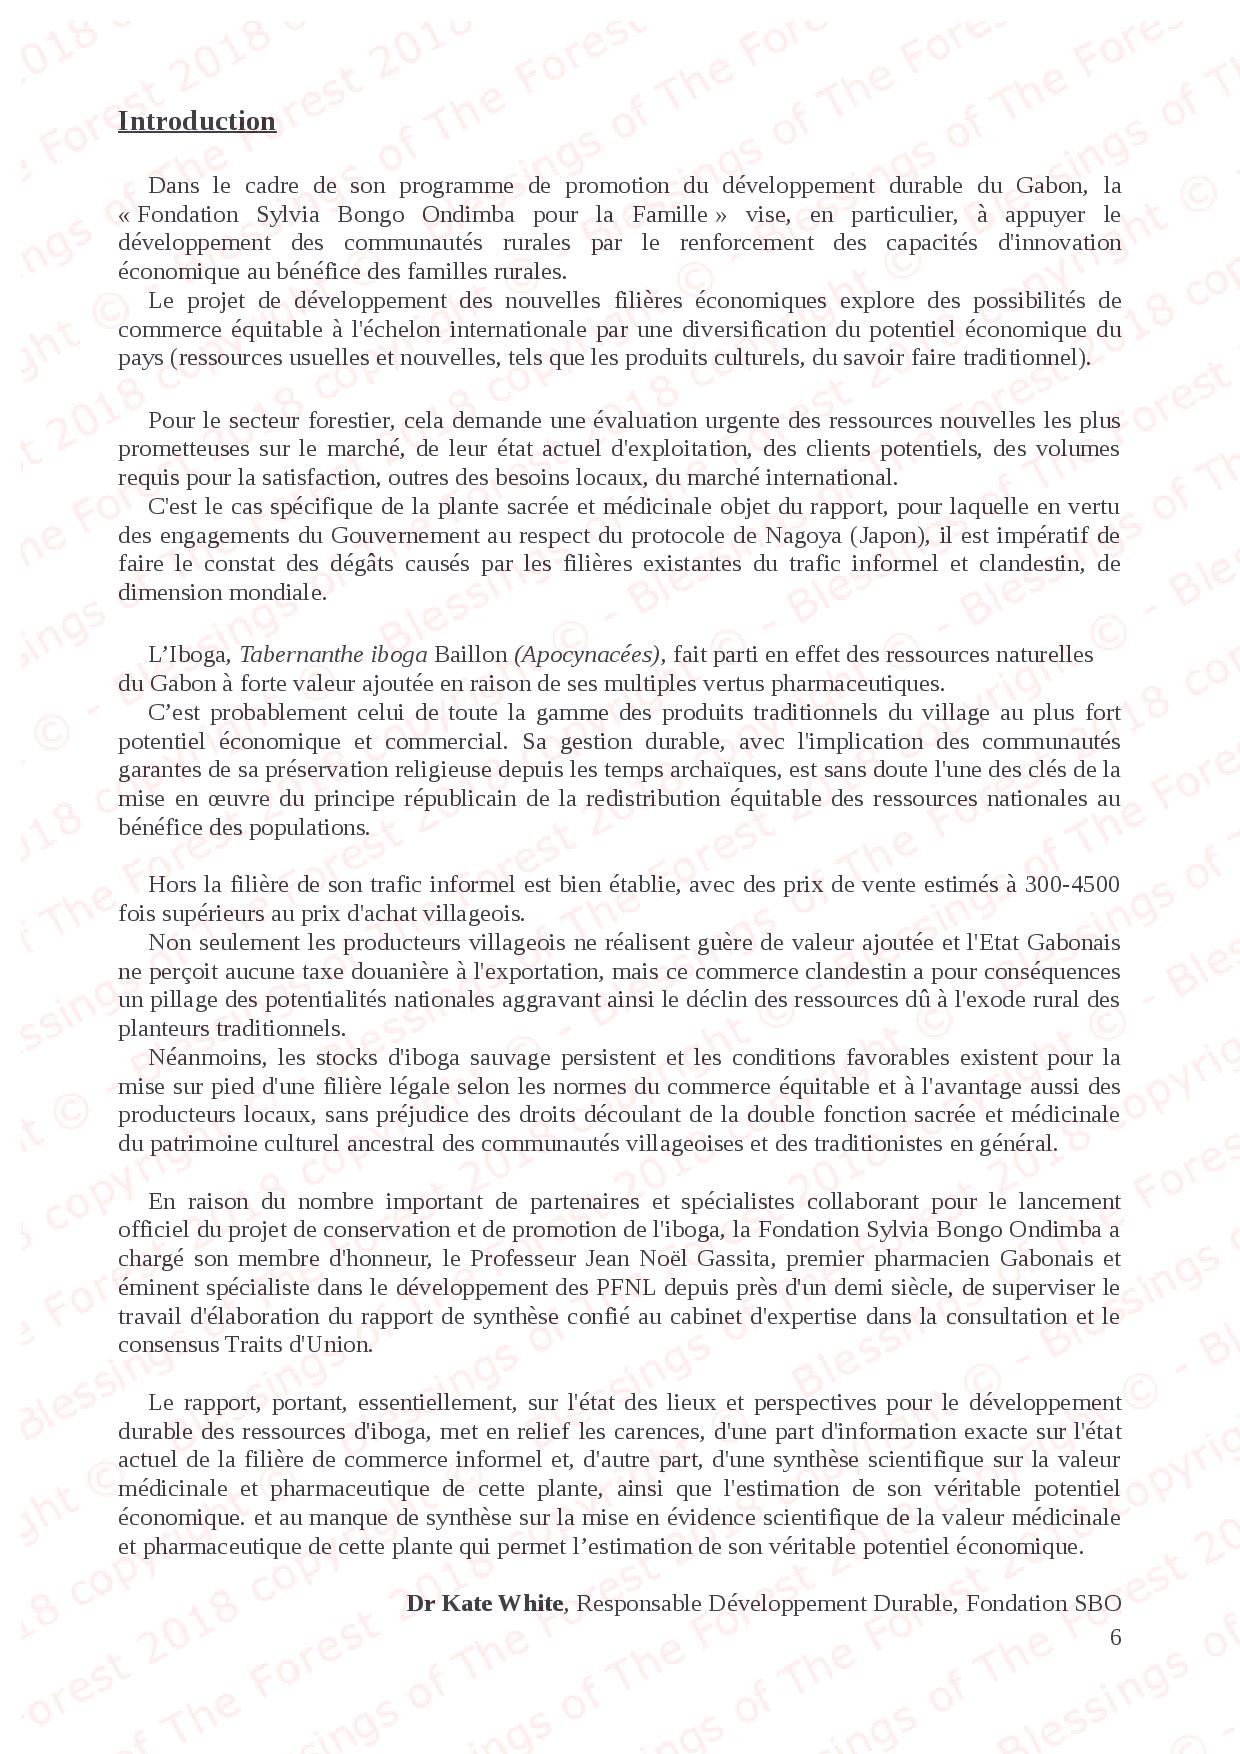 Introduction
Dans le cadre de son programme de promotion du développement durable du Gabon, la
« Fondation Sylvia Bongo Ondimba pour la Famille » vise, en particulier, à appuyer le
développement des communautés rurales par le renforcement des capacités d'innovation
économique au bénéfice des familles rurales.
Le projet de développement des nouvelles filières économiques explore des possibilités de
commerce équitable à l'échelon internationale par une diversification du potentiel économique du
pays (ressources usuelles et nouvelles, tels que les produits culturels, du savoir faire traditionnel).
Pour le secteur forestier, cela demande une évaluation urgente des ressources nouvelles les plus
prometteuses sur le marché, de leur état actuel d'exploitation, des clients potentiels, des volumes
requis pour la satisfaction, outres des besoins locaux, du marché international.
C'est le cas spécifique de la plante sacrée et médicinale objet du rapport, pour laquelle en vertu
des engagements du Gouvernement au respect du protocole de Nagoya (Japon), il est impératif de
faire le constat des dégâts causés par les filières existantes du trafic informel et clandestin, de
dimension mondiale.
L’Iboga, Tabernanthe iboga Baillon (Apocynacées), fait parti en effet des ressources naturelles
du Gabon à forte valeur ajoutée en raison de ses multiples vertus pharmaceutiques.
C’est probablement celui de toute la gamme des produits traditionnels du village au plus fort
potentiel économique et commercial. Sa gestion durable, avec l'implication des communautés
garantes de sa préservation religieuse depuis les temps archaïques, est sans doute l'une des clés de la
mise en œuvre du principe républicain de la redistribution équitable des ressources nationales au
bénéfice des populations.
Hors la filière de son trafic informel est bien établie, avec des prix de vente estimés à 300-4500
fois supérieurs au prix d'achat villageois.
Non seulement les producteurs villageois ne réalisent guère de valeur ajoutée et l'Etat Gabonais
ne perçoit aucune taxe douanière à l'exportation, mais ce commerce clandestin a pour conséquences
un pillage des potentialités nationales aggravant ainsi le déclin des ressources dû à l'exode rural des
planteurs traditionnels.
Néanmoins, les stocks d'iboga sauvage persistent et les conditions favorables existent pour la
mise sur pied d'une filière légale selon les normes du commerce équitable et à l'avantage aussi des
producteurs locaux, sans préjudice des droits découlant de la double fonction sacrée et médicinale
du patrimoine culturel ancestral des communautés villageoises et des traditionistes en général.
En raison du nombre important de partenaires et spécialistes collaborant pour le lancement
officiel du projet de conservation et de promotion de l'iboga, la Fondation Sylvia Bongo Ondimba a
chargé son membre d'honneur, le Professeur Jean Noël Gassita, premier pharmacien Gabonais et
éminent spécialiste dans le développement des PFNL depuis près d'un demi siècle, de superviser le
travail d'élaboration du rapport de synthèse confié au cabinet d'expertise dans la consultation et le
consensus Traits d'Union.
Le rapport, portant, essentiellement, sur l'état des lieux et perspectives pour le développement
durable des ressources d'iboga, met en relief les carences, d'une part d'information exacte sur l'état
actuel de la filière de commerce informel et, d'autre part, d'une synthèse scientifique sur la valeur
médicinale et pharmaceutique de cette plante, ainsi que l'estimation de son véritable potentiel
économique. et au manque de synthèse sur la mise en évidence scientifique de la valeur médicinale
et pharmaceutique de cette plante qui permet l’estimation de son véritable potentiel économique.
Dr Kate White, Responsable Développement Durable, Fondation SBO
6